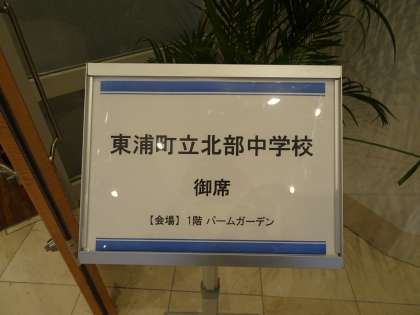 東浦町立北部中学校
御席
【会場】 1階 パームガーデン